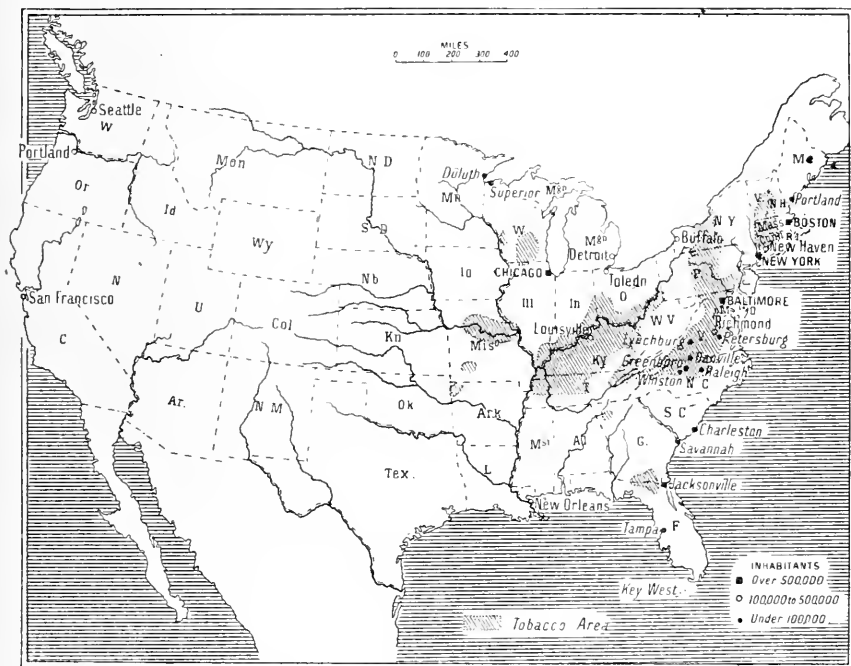 MILES
0 100 200 300 400
Seattle
W
Portland
Mon
N D
Duluth
Superior
Mn
Or
Id
Wy
S D
W
Detroit
Buffalo
N Y
M
N H
Portland
Mass
BOSTON
R I
New Haven
NEW YORK
Nb
Io
CHICAGO
Toledo
O
P
BALTIMORE
San Francisco
N
U
Col
Ill
In
C
Kn
Louisville
Ky
W V
V
Richmond
Petersburg
Lynchburg
Danville
Greensboro
Raleigh
Winston
N C
Ar.
N M
Ok
Ark
T
S C
Charleston
Savannah
G.
Al
Tex.
L
New Orleans
Jacksonville
Tampa
F
Key West
INHABITANTS
Over 500,000
100,000 to 500,000
Under 100,000
Tobacco Area